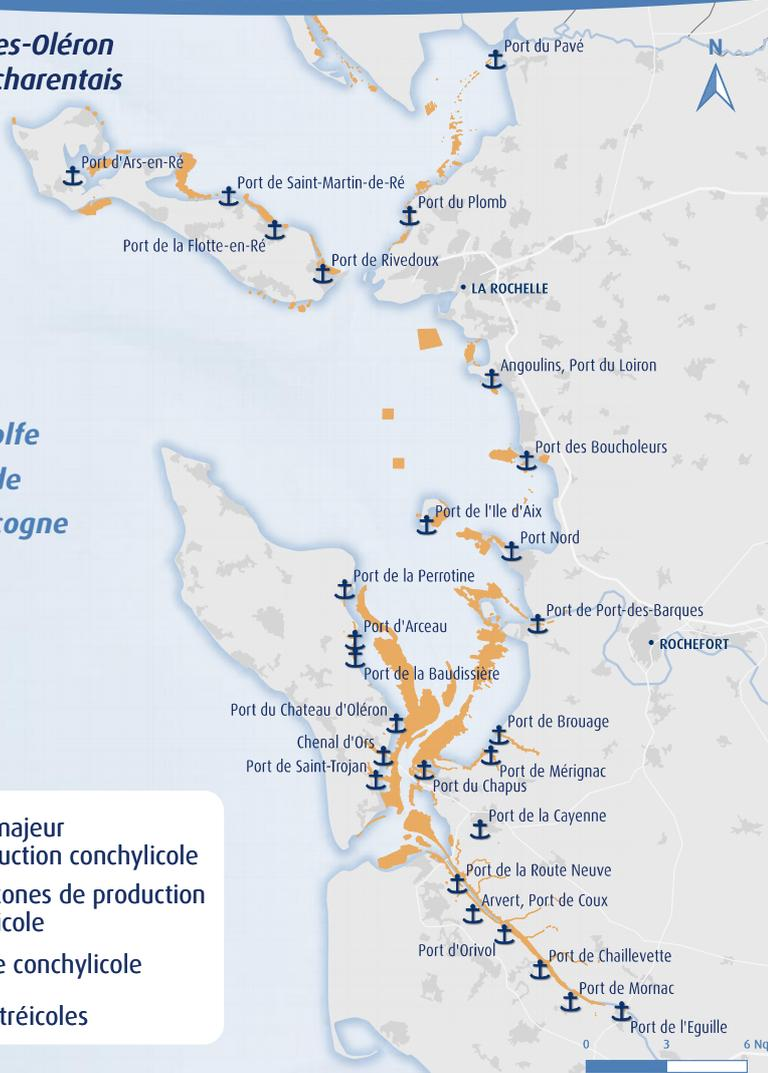 es-Oléron
charentais
Port du Pavé
N
Port d'Ars-en-Ré
Port de Saint-Martin-de-Ré
Port du Plomb
Port de la Flotte-en-Ré
Port de Rivedoux
LA ROCHELLE
Angoulins, Port du Loiron
olfe
le
cogne
Port des Boucholeurs
Port de l'Ile d'Aix
Port Nord
Port de la Perrotine
Port de Port-des-Barques
Port d'Arceau
ROCHEFORT
Port de la Baudissière
Port du Chateau d'Oléron
Port de Brouage
Chenal d'Ors
Port de Saint-Trojan
Port de Mérignac
Port du Chapus
Port de la Cayenne
majeur
uction conchylicole
Port de la Route Neuve
zones de production
icole
Arvert, Port de Coux
Port d'Orivol
Port de Chaillevette
e conchylicole
Port de Mornac
tréicoles
Port de l'Eguille
0 3 6 Nq